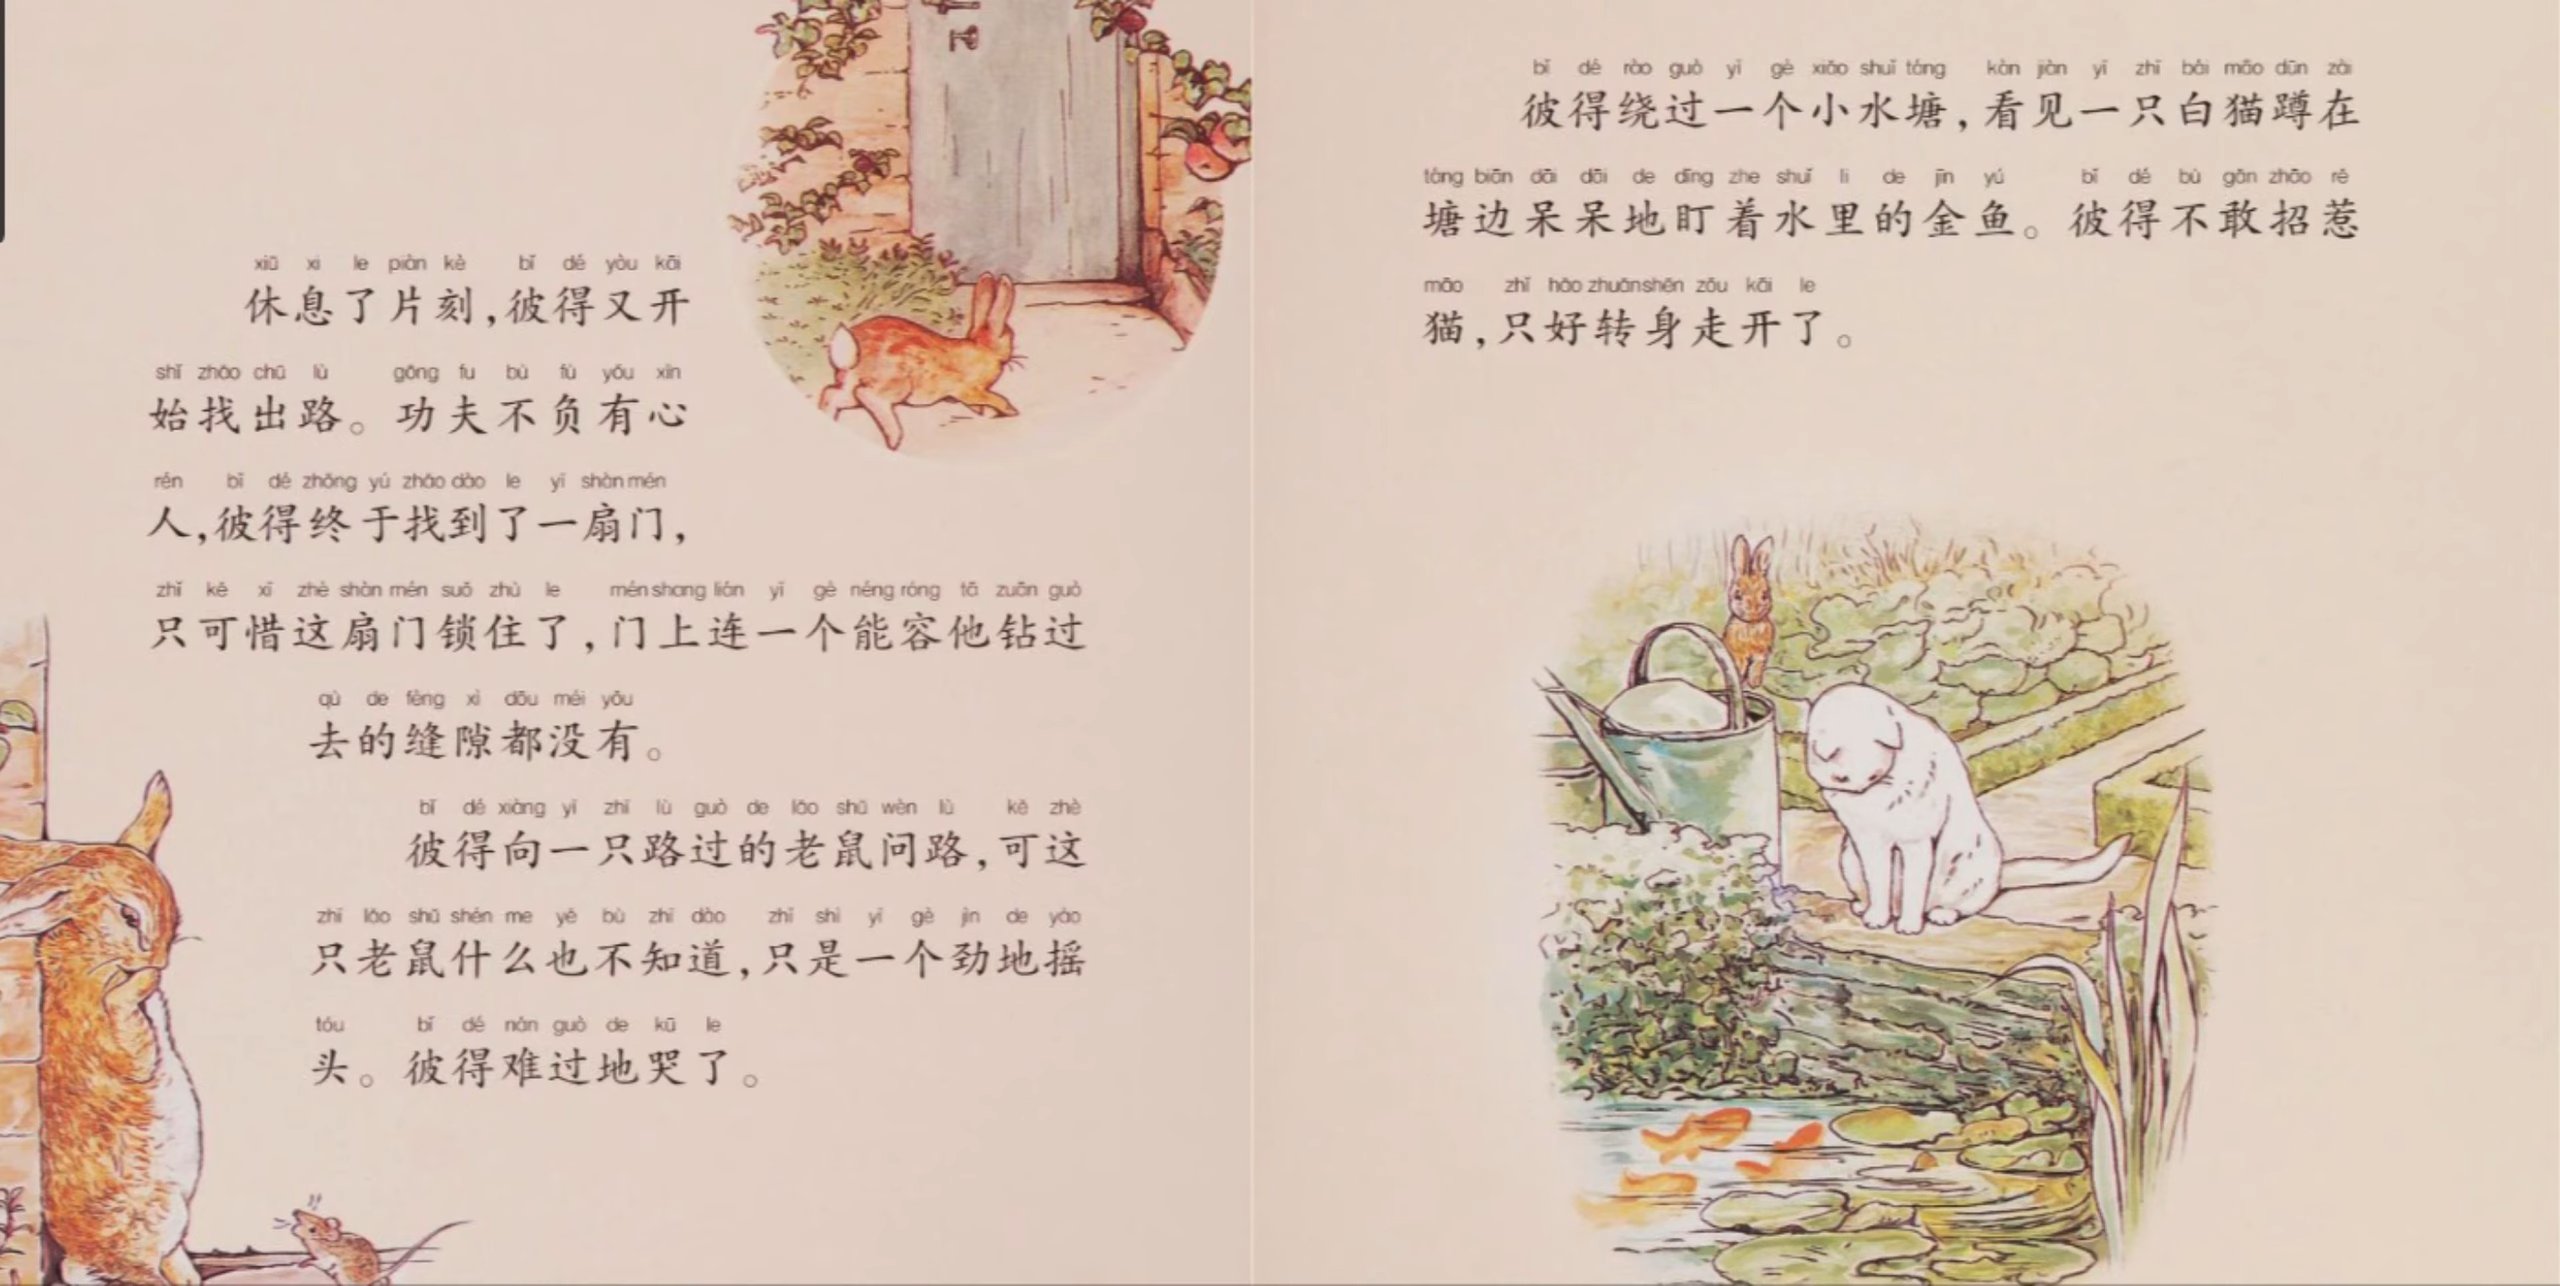 xiū xi le piàn kè bǐ dé yòu kāi
休息了片刻,彼得又开
shǐ zhǎo chū lù gōng fu bù fù yǒu xīn
始找出路。功夫不负有心
rén bǐ dé zhōng yú zhǎo dào le yī shàn mén
人,彼得终于找到了一扇门,
zhǐ kě xī zhè shàn mén suǒ zhù le mén shang lián yī gè néng róng tā zuān guò
只可惜这扇门锁住了,门上连一个能容他钻过
qù de fèng xì dōu méi yǒu
去的缝隙都没有。
bǐ dé xiàng yī zhī lù guò de lǎo shǔ wèn lù kě zhè
彼得向一只路过的老鼠问路,可这
zhī lǎo shǔ shén me yě bù zhī dào zhǐ shì yī gè jìn de yáo
只老鼠什么也不知道,只是一个劲地摇
tóu bǐ dé nán guò de kū le
头。彼得难过地哭了。
bǐ dé rào guò yī gè xiǎo shuǐ táng kàn jiàn yī zhī bái māo dūn zài
彼得绕过一个小水塘,看见一只白猫蹲在
táng biān dāi dāi de dīng zhe shuǐ li de jīn yú bǐ dé bù gǎn zhāo rě
塘边呆呆地盯着水里的金鱼。彼得不敢招惹
māo zhǐ hǎo zhuǎn shēn zǒu kāi le
猫,只好转身走开了。